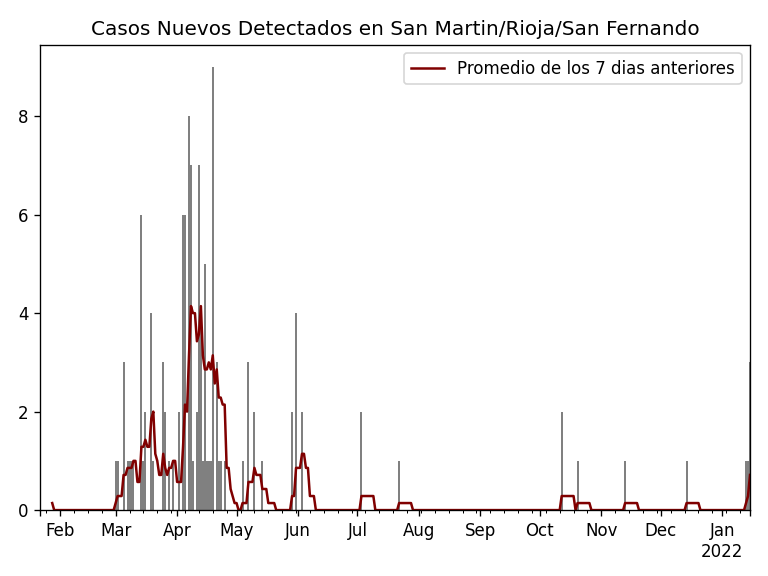 Casos Nuevos Detectados en San Martin/Rioja/San Fernando
Promedio de los 7 dias anteriores
8
6
4
2
0
Feb Mar Apr May Jun Jul Aug Sep Oct Nov Dec Jan
2022